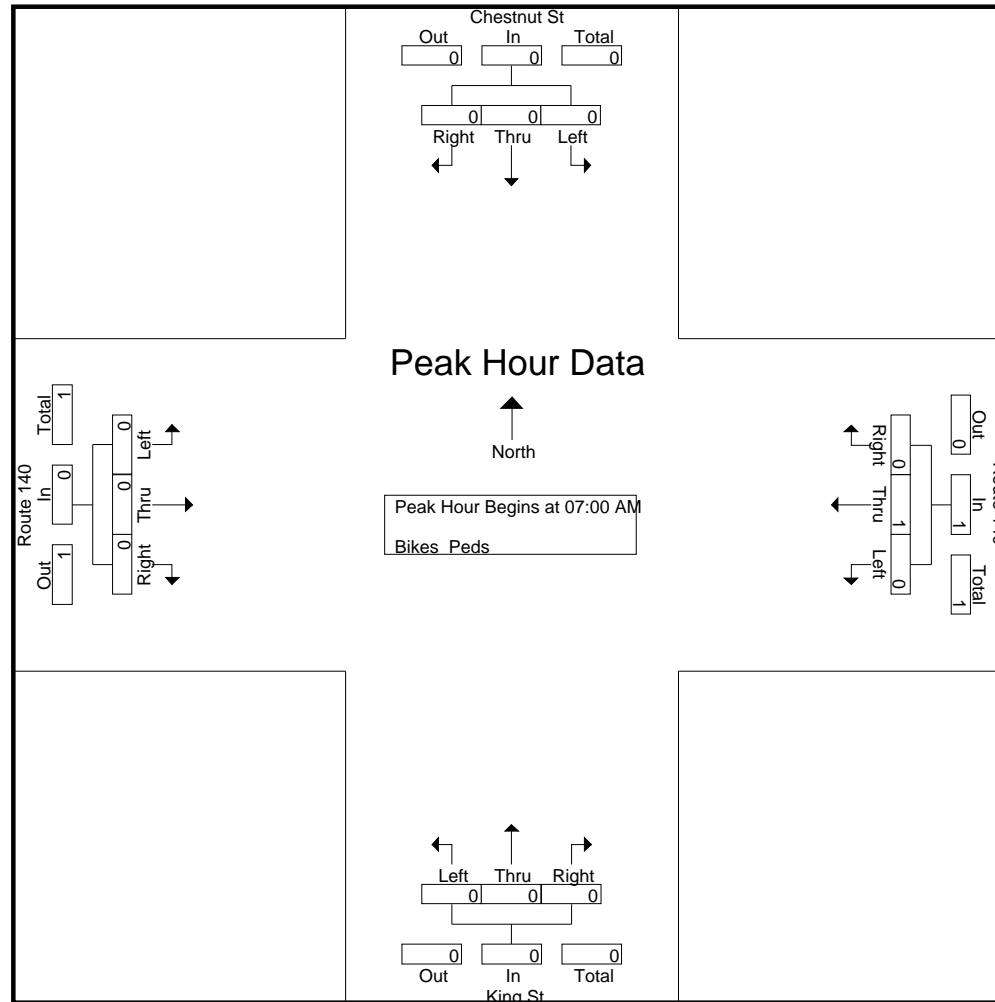 Chestnut St
Out In Total
0 0 0
0 0 0
Right Thru Left
Peak Hour Data
North
Peak Hour Begins at 07:00 AM
Bikes Peds
Route 140
Out In Total
1 0 1
0 0 0
Right Thru Left
Out In Total
0 1 1
0 1 0
Right Thru Left
Left Thru Right
0 0 0
0 0 0
Out In Total
King St